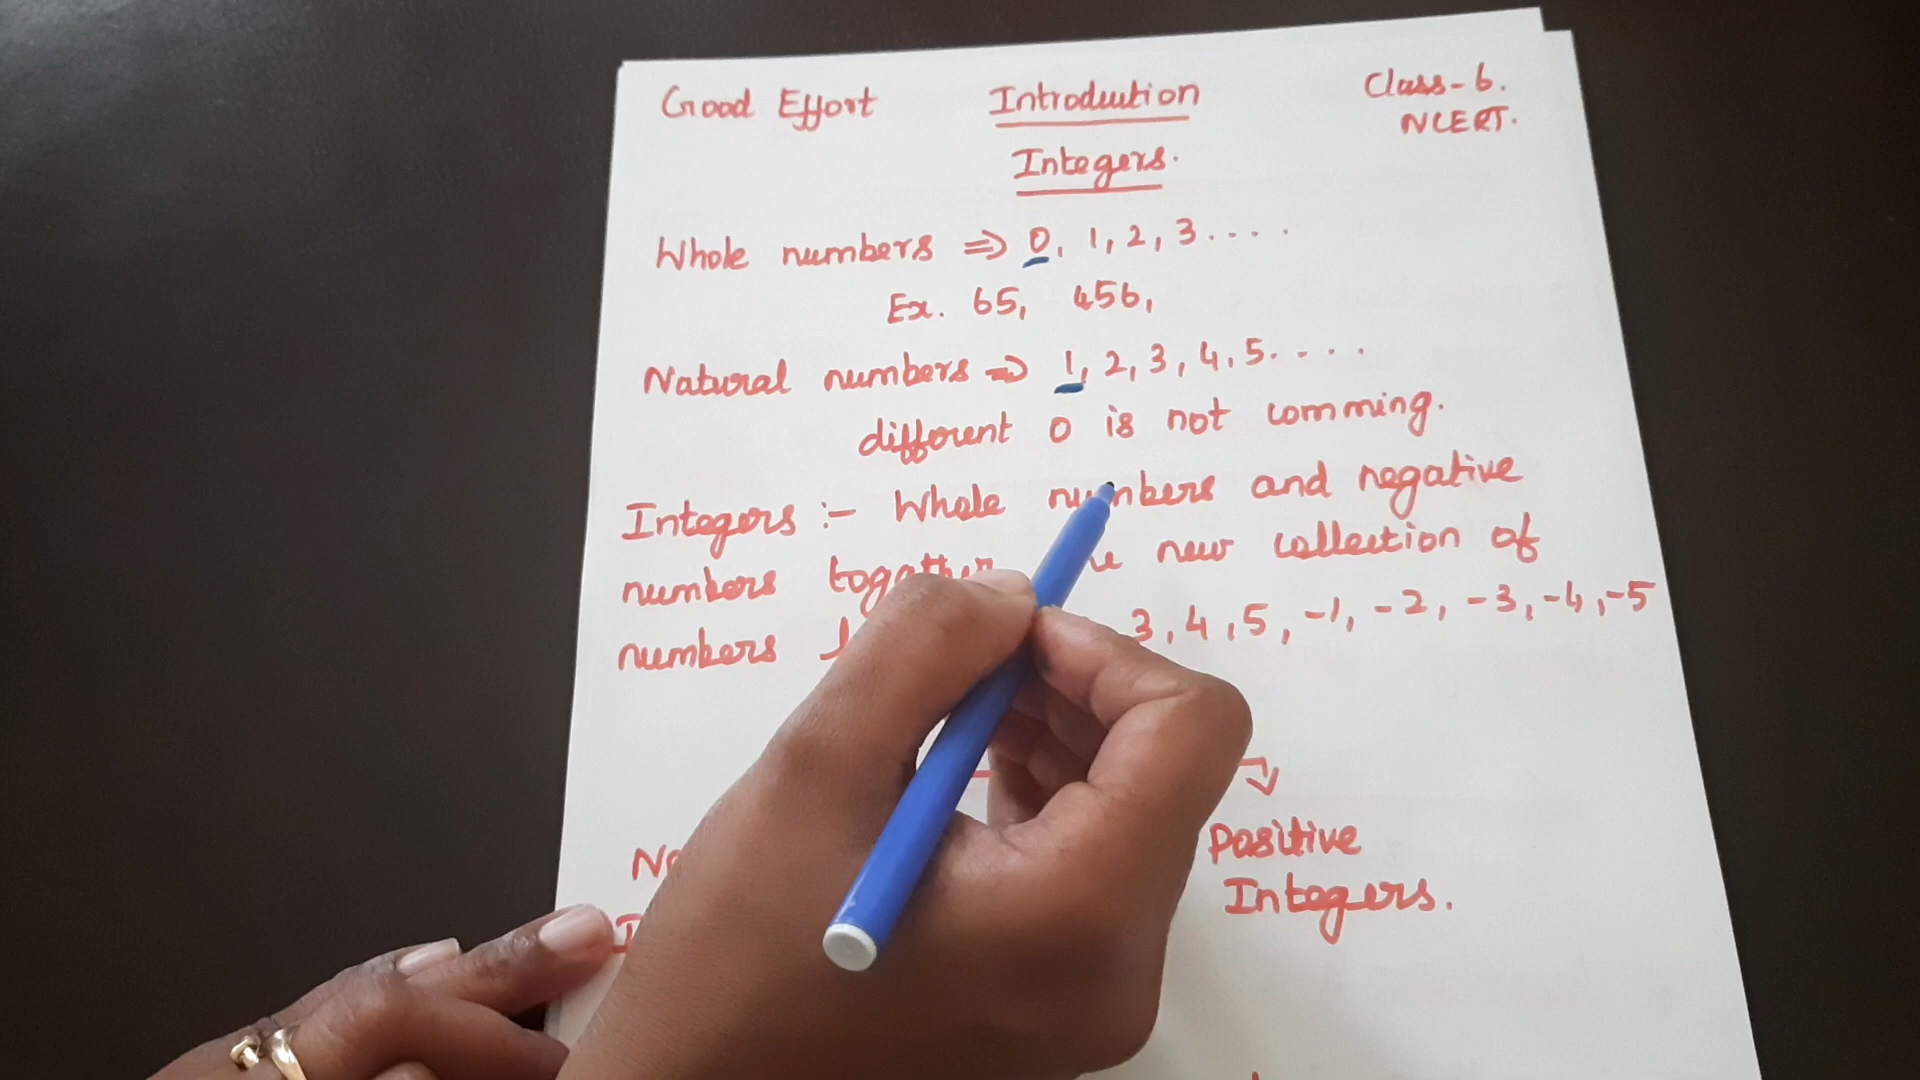 Good Effort Introduction Class-6.
NCERT.
Integers.
Whole numbers ⇒ 0, 1, 2, 3....
Ex. 65, 456,
Natural numbers ⇒ 1, 2, 3, 4, 5....
different 0 is not comming.
Integers :- Whole numbers and negative
numbers togather new collection of
numbers 3, 4, 5, -1, -2, -3, -4, -5
Positive
Integers.